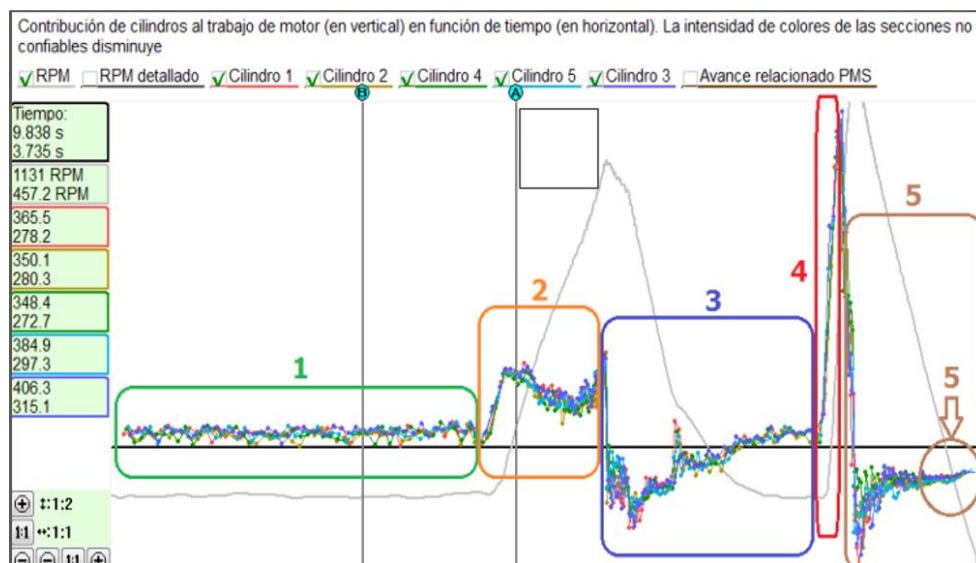 Contribución de cilindros al trabajo de motor (en vertical) en función de tiempo (en horizontal). La intensidad de colores de las secciones no
confiables disminuye
RPM RPM detallado Cilindro 1 Cilindro 2 Cilindro 4 Cilindro 5 Cilindro 3 Avance relacionado PMS
B A
Tiempo:
9.838 s
3.735 s
1131 RPM
457.2 RPM
365.5
278.2
350.1
280.3
348.4
272.7
384.9
297.3
406.3
315.1
1
2
3
4
5
5
1:2
1:1 1:1
1:1